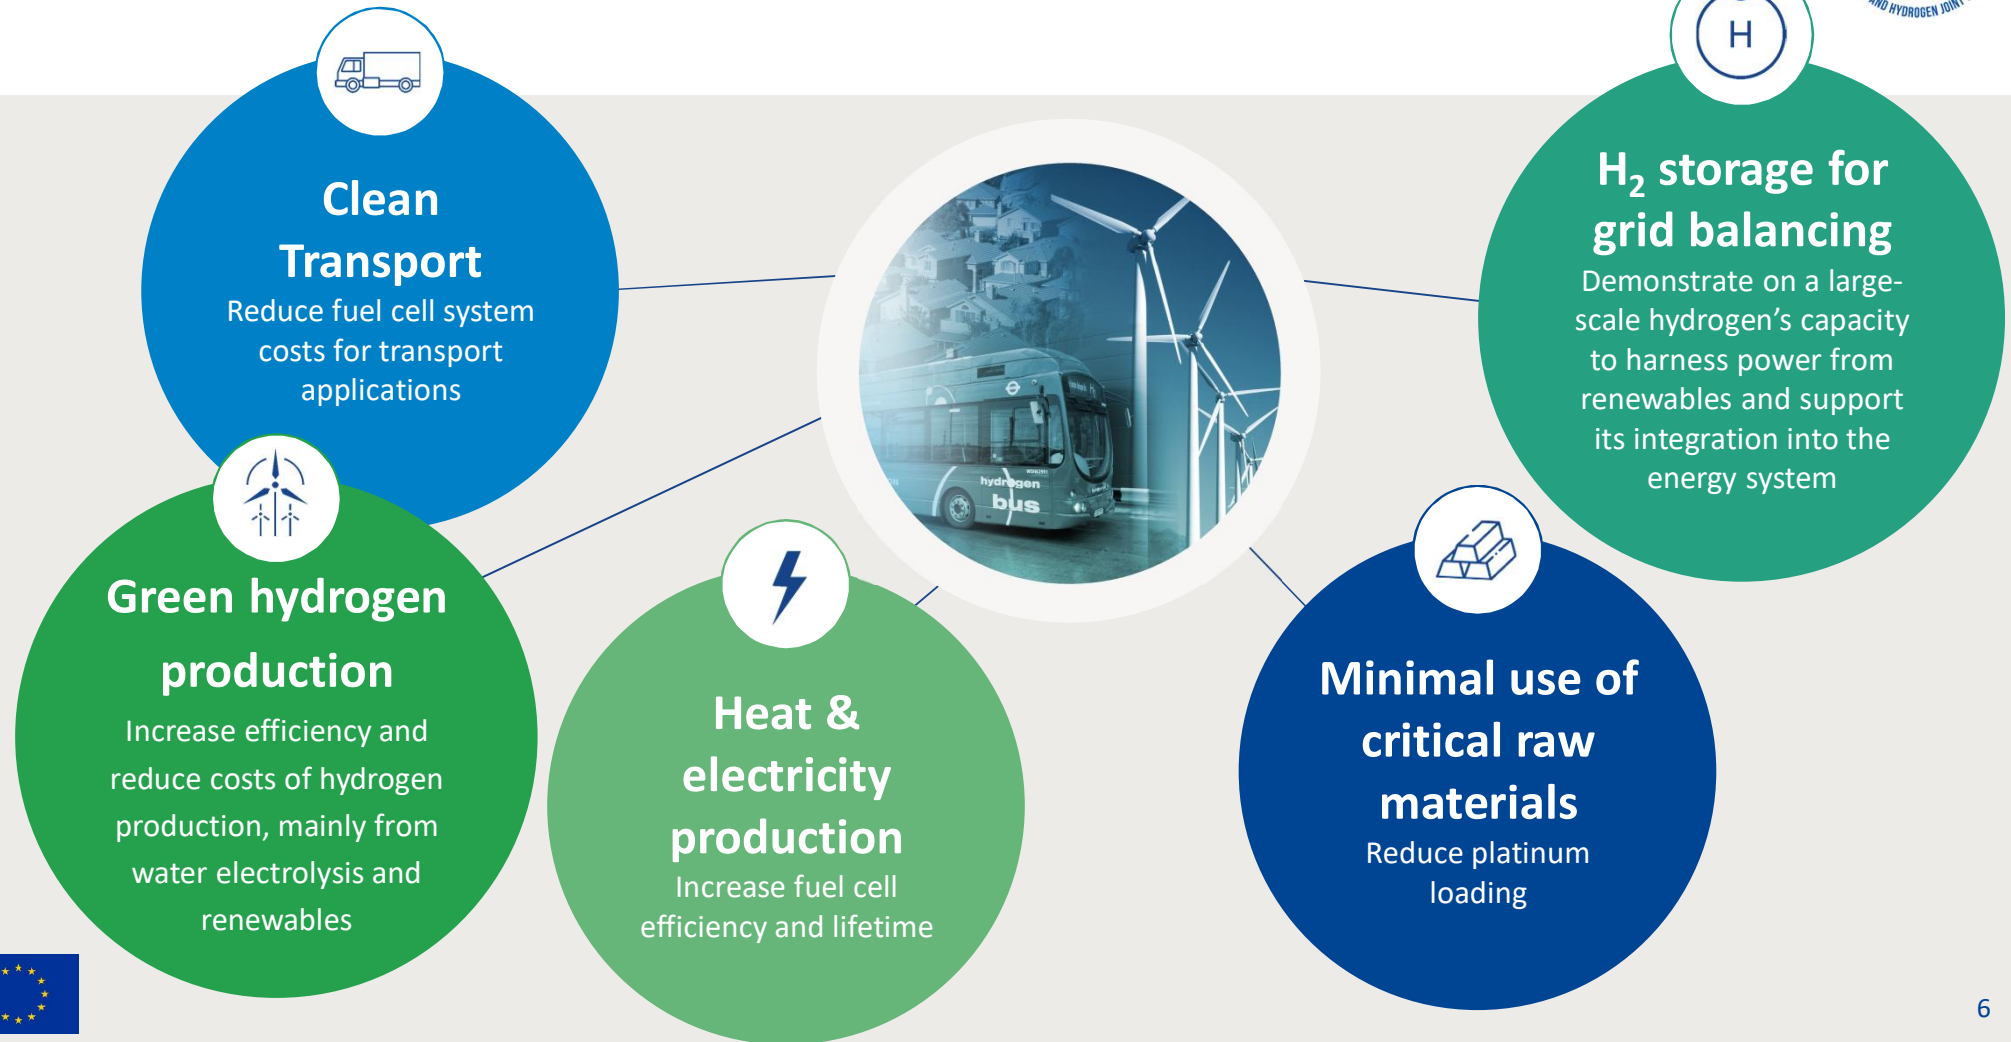 AND HYDROGEN JOINT
H
Clean
Transport
Reduce fuel cell system
costs for transport
applications
H₂ storage for
grid balancing
Demonstrate on a large-
scale hydrogen’s capacity
to harness power from
renewables and support
its integration into the
energy system
hydrogen
bus
Green hydrogen
production
Increase efficiency and
reduce costs of hydrogen
production, mainly from
water electrolysis and
renewables
Heat &
electricity
production
Increase fuel cell
efficiency and lifetime
Minimal use of
critical raw
materials
Reduce platinum
loading
6